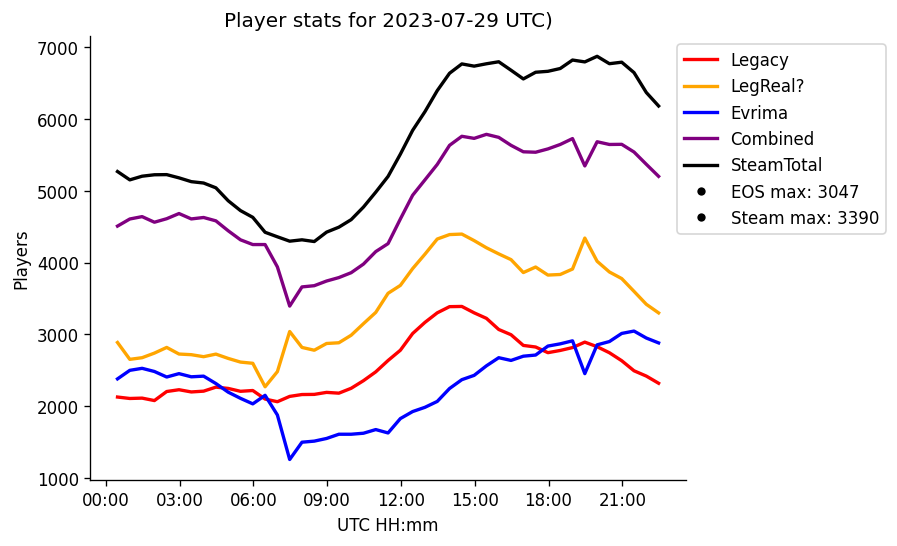 Player stats for 2023-07-29 UTC)
7000
6000
5000
4000
3000
2000
1000
Players
00:00 03:00 06:00 09:00 12:00 15:00 18:00 21:00
UTC HH:mm
Legacy
LegReal?
Evrima
Combined
SteamTotal
EOS max: 3047
Steam max: 3390